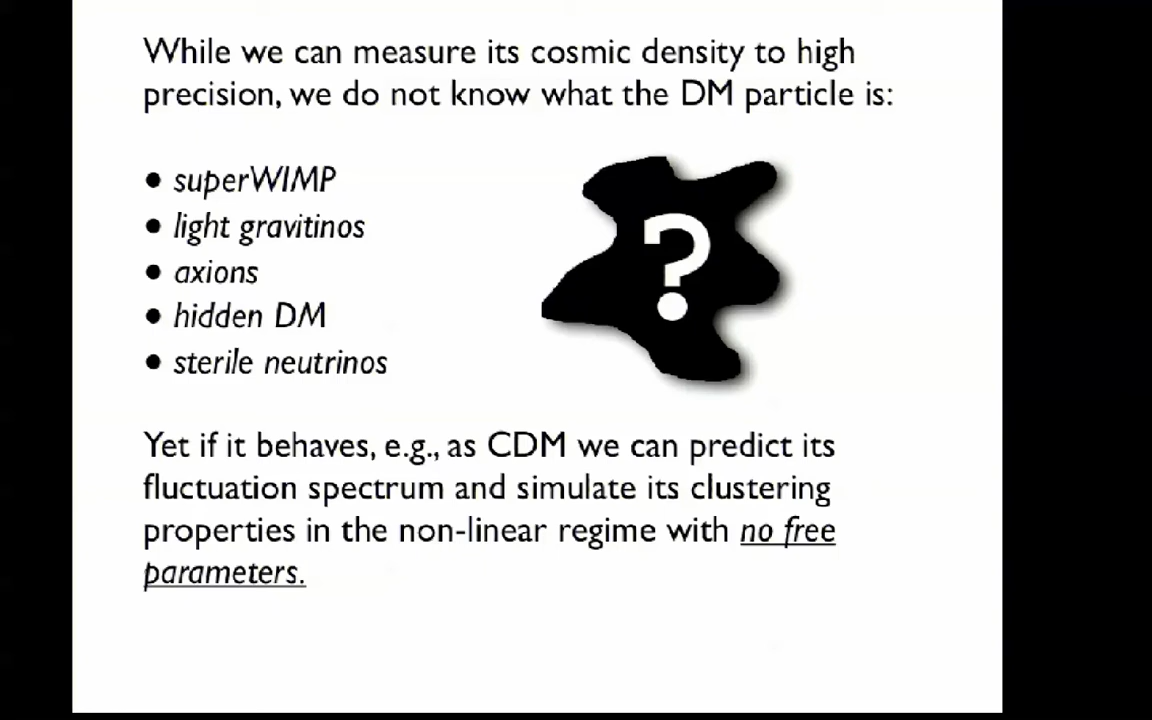 While we can measure its cosmic density to high
precision, we do not know what the DM particle is:
• superWIMP
• light gravitinos
• axions
• hidden DM
• sterile neutrinos
?
Yet if it behaves, e.g., as CDM we can predict its
fluctuation spectrum and simulate its clustering
properties in the non-linear regime with no free
parameters.